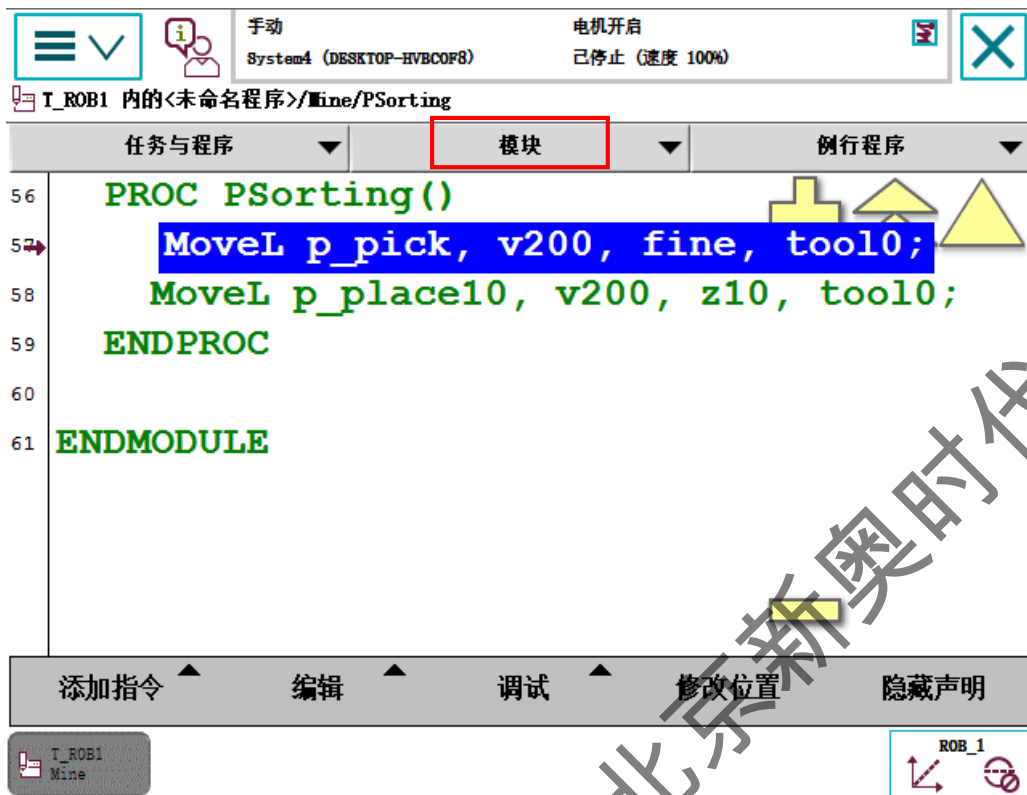 手动
System4 (DESKTOP-HVBCOF8)
电机开启
己停止 (速度 100%)
T_ROB1 内的<未命名程序>/Mine/PSorting
任务与程序 模块 例行程序
56 PROC PSorting()
57 MoveL p_pick, v200, fine, tool0;
58 MoveL p_place10, v200, z10, tool0;
59 ENDPROC
60
61 ENDMODULE
添加指令 编辑 调试 修改位置 隐藏声明
T_ROB1
Mine
ROB_1
北京新奥时代